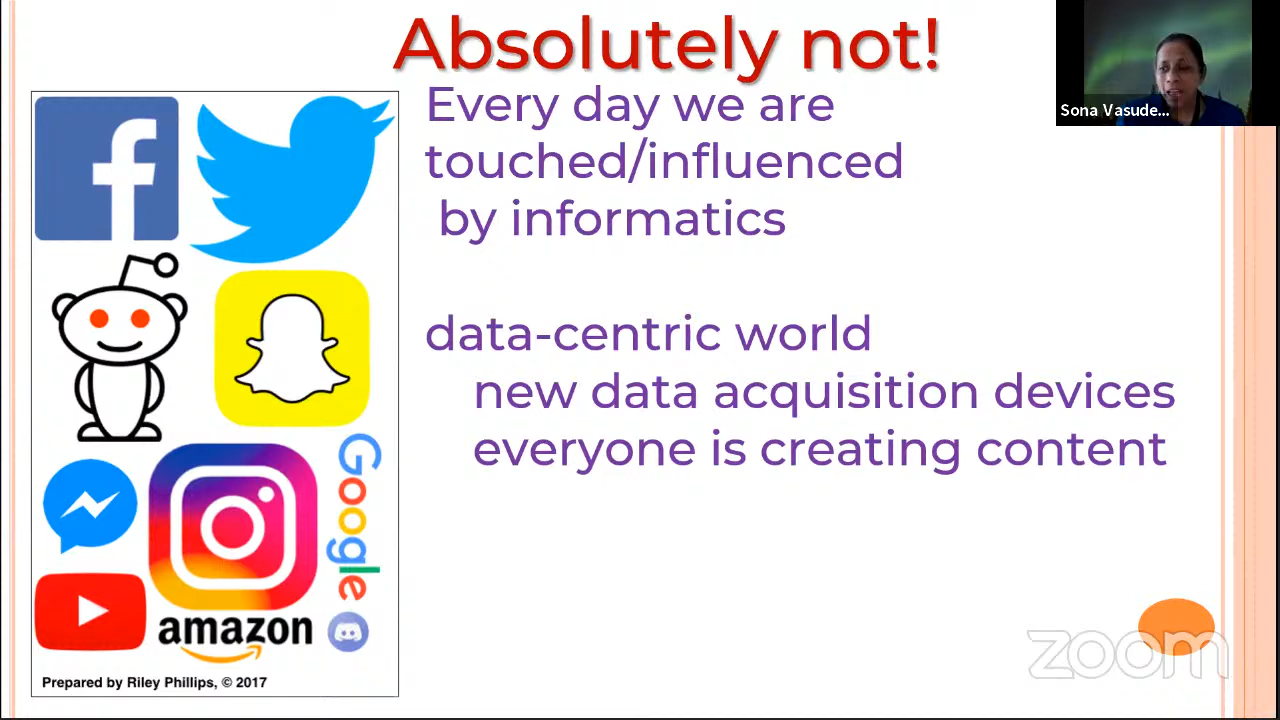 Absolutely not!
Every day we are
touched/influenced
by informatics
data-centric world
new data acquisition devices
everyone is creating content
Google
amazon
Prepared by Riley Phillips, © 2017
Sona Vasude...
zoom